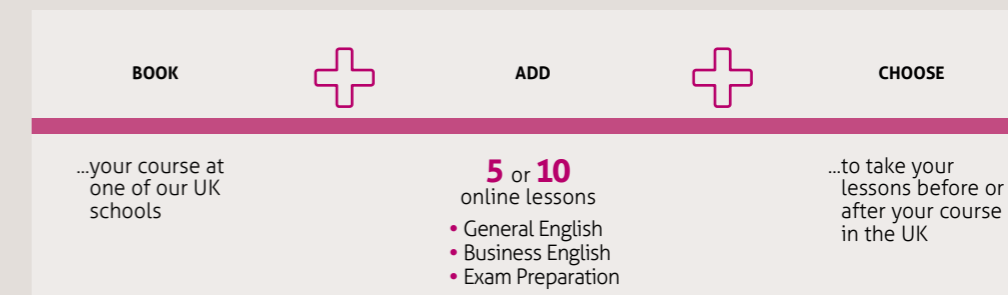 BOOK
ADD
CHOOSE
...your course at
one of our UK
schools
5 or 10
online lessons
• General English
• Business English
• Exam Preparation
...to take your
lessons before or
after your course
in the UK